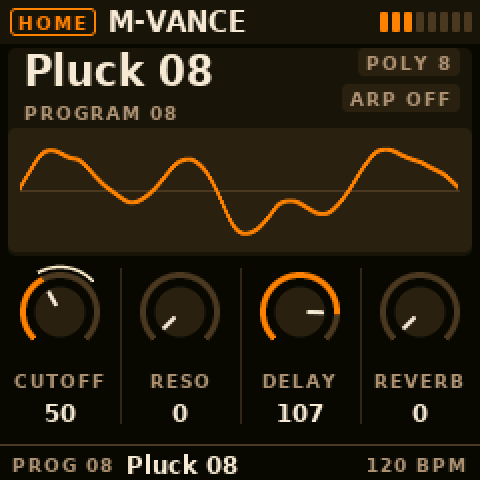 HOME M-VANCE
Pluck 08
POLY 8
PROGRAM 08
ARP OFF
CUTOFF RESO DELAY REVERB
50 0 107 0
PROG 08 Pluck 08 120 BPM